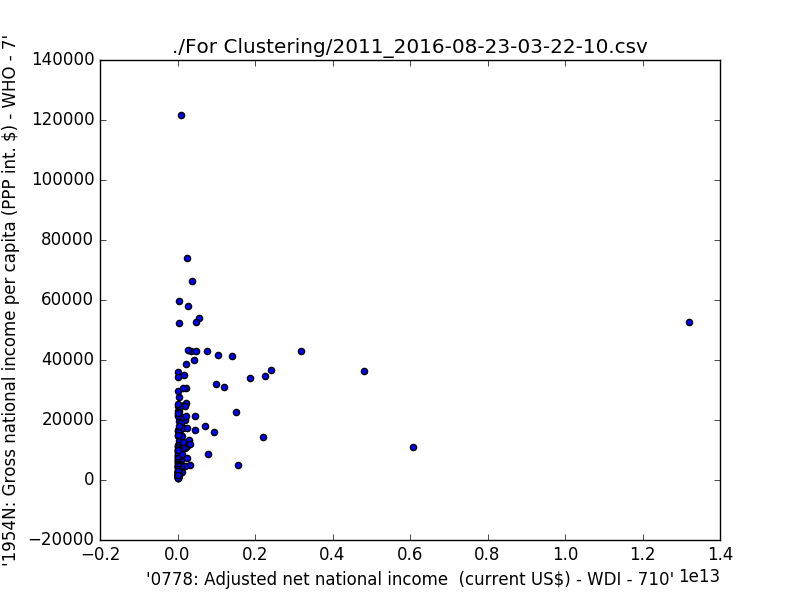 ./For Clustering/2011_2016-08-23-03-22-10.csv
140000
120000
100000
80000
60000
40000
20000
0
−20000
'1954N: Gross national income per capita (PPP int. $) - WHO - 7'
−0.2 0.0 0.2 0.4 0.6 0.8 1.0 1.2 1.4
'0778: Adjusted net national income  (current US$) - WDI - 710' 1e13